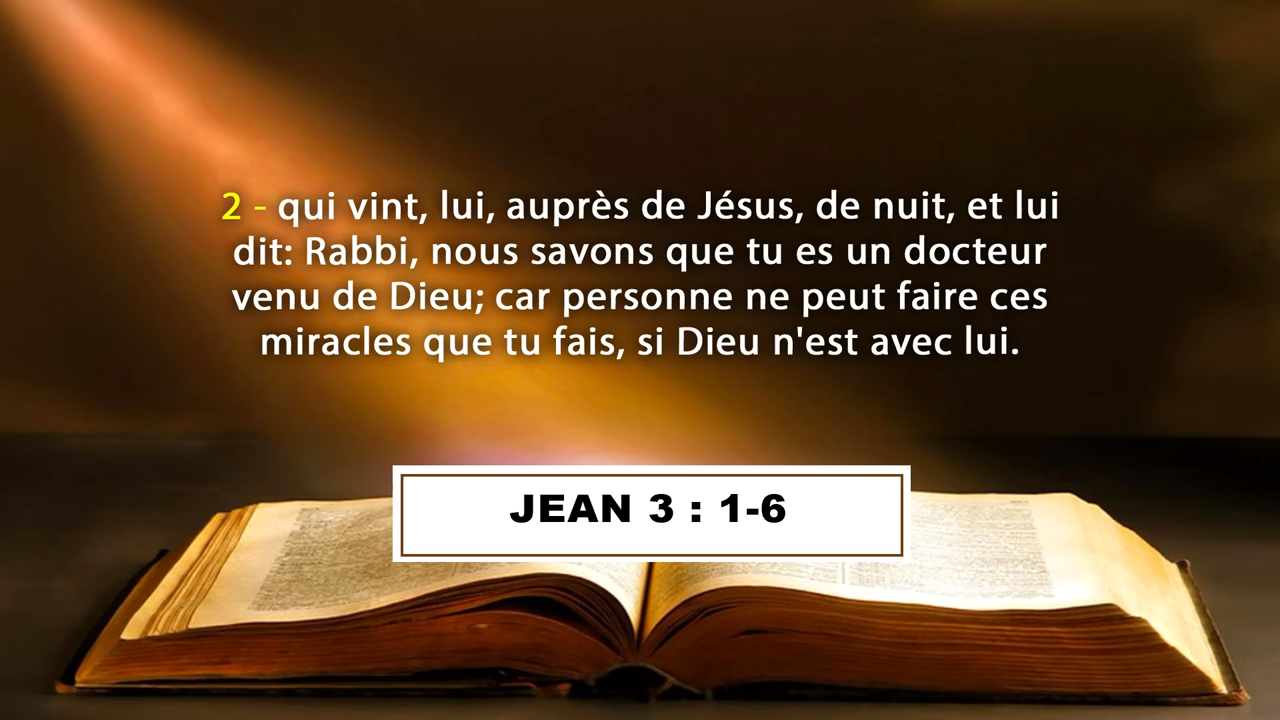 2 - qui vint, lui, auprès de Jésus, de nuit, et lui
dit: Rabbi, nous savons que tu es un docteur
venu de Dieu; car personne ne peut faire ces
miracles que tu fais, si Dieu n'est avec lui.
JEAN 3 : 1-6